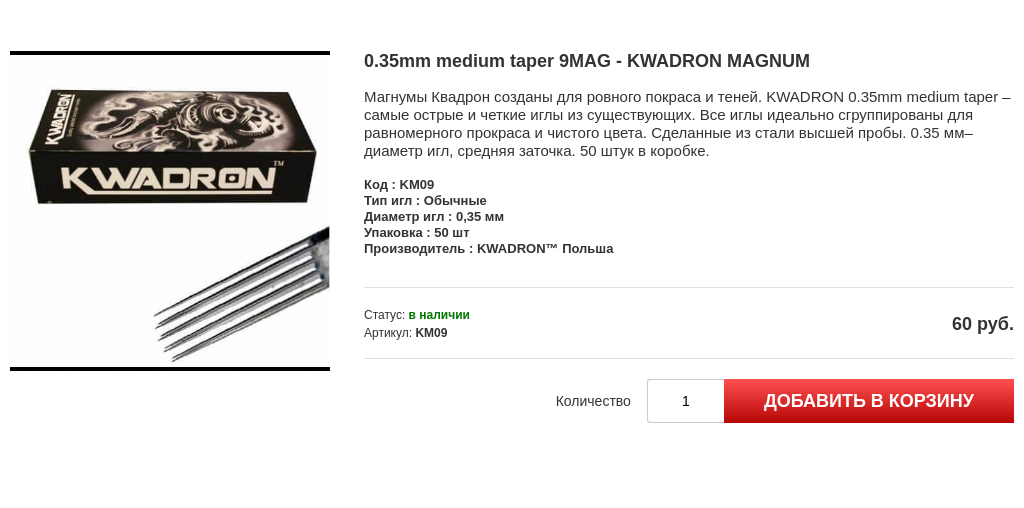 0.35mm medium taper 9MAG - KWADRON MAGNUM
Магнумы Квадрон созданы для ровного покраса и теней. KWADRON 0.35mm medium taper –
самые острые и четкие иглы из существующих. Все иглы идеально сгруппированы для
равномерного прокраса и чистого цвета. Сделанные из стали высшей пробы. 0.35 мм–
диаметр игл, средняя заточка. 50 штук в коробке.
Код : KM09
Тип игл : Обычные
Диаметр игл : 0,35 мм
Упаковка : 50 шт
Производитель : KWADRON™ Польша
Статус: в наличии
Артикул: KM09
60 руб.
Количество
1
ДОБАВИТЬ В КОРЗИНУ
KWADRON
KWADRON™